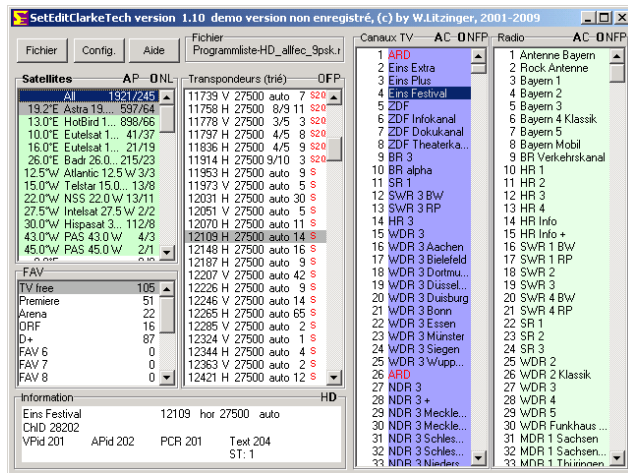 SetEditClarkeTech version 1.10 demo version non enregistré, (c) by W.Litzinger, 2001-2009
Fichier
Config.
Aide
Fichier
Programmliste-HD_allfec_9psk.r
Satellites AP-ONL
All 1921/245
19.2°E Astra 19.... 597/64
13.0°E HotBird 1... 898/66
10.0°E Eutelsat 1... 41/37
16.0°E Eutelsat 1... 21/19
26.0°E Badr 26.0... 215/23
12.5°W Atlantic 12.5 W 3/3
15.0°W Telstar 15.0... 13/8
22.0°W NSS 22.0 W 13/11
27.5°W Intelsat 27.5 W 2/2
30.0°W Hispasat 3... 112/8
43.0°W PAS 43.0 W 4/3
45.0°W PAS 45.0 W 2/1
FAV
TV free 105
Premiere 51
Arena 22
ORF 16
D+ 87
FAV 6 0
FAV 7 0
FAV 8 0
Transpondeurs (trié) OFP
11739 V 27500 auto 7 S20
11758 H 27500 8/9 11 S20
11778 V 27500 3/5 3 S20
11797 H 27500 4/5 8 S20
11836 H 27500 4/5 9 S20
11914 H 27500 9/10 3 S20
11953 H 27500 auto 9 S
11973 V 27500 auto 5 S
12031 H 27500 auto 30 S
12051 V 27500 auto 5 S
12070 H 27500 auto 11 S
12109 H 27500 auto 14 S
12148 H 27500 auto 16 S
12187 H 27500 auto 9 S
12207 V 27500 auto 42 S
12226 H 27500 auto 9 S
12246 V 27500 auto 14 S
12265 H 27500 auto 65 S
12285 V 27500 auto 2 S
12324 V 27500 auto 1 S
12344 H 27500 auto 4 S
12363 V 27500 auto 2 S
12421 H 27500 auto 12 S
Information HD-
Eins Festival 12109 hor 27500 auto
ChID 28202
VPid 201 APid 202 PCR 201 Text 204
ST: 1
Canaux TV AC-ONFP
1 ARD
2 Eins Extra
3 Eins Plus
4 Eins Festival
5 ZDF
6 ZDF Infokanal
7 ZDF Dokukanal
8 ZDF Theaterka...
9 BR 3
10 BR alpha
11 SR 1
12 SWR 3 BW
13 SWR 3 RP
14 HR 3
15 WDR 3
16 WDR 3 Aachen
17 WDR 3 Bielefeld
18 WDR 3 Dortmu...
19 WDR 3 Düssel...
20 WDR 3 Duisburg
21 WDR 3 Bonn
22 WDR 3 Essen
23 WDR 3 Münster
24 WDR 3 Siegen
25 WDR 3 Wupp...
26 ARD
27 NDR 3
28 NDR 3 +
29 NDR 3 Meckle...
30 NDR 3 Meckle...
31 NDR 3 Schles...
32 NDR 3 Schles...
33 NDR 3 Nieders
Radio AC-ONFP
1 Antenne Bayern
2 Rock Antenne
3 Bayern 1
4 Bayern 2
5 Bayern 3
6 Bayern 4 Klassik
7 Bayern 5
8 Bayern Mobil
9 BR Verkehrskanal
10 HR 1
11 HR 2
12 HR 3
13 HR 4
14 HR Info
15 HR Info +
16 SWR 1 BW
17 SWR 1 RP
18 SWR 2
19 SWR 3
20 SWR 4 BW
21 SWR 4 RP
22 SR 1
23 SR 2
24 SR 3
25 WDR 2
26 WDR 2 Klassik
27 WDR 3
28 WDR 4
29 WDR 5
30 WDR Funkhaus ...
31 MDR 1 Sachsen
32 MDR 1 Sachsen...
33 MDR 1 Thüringen